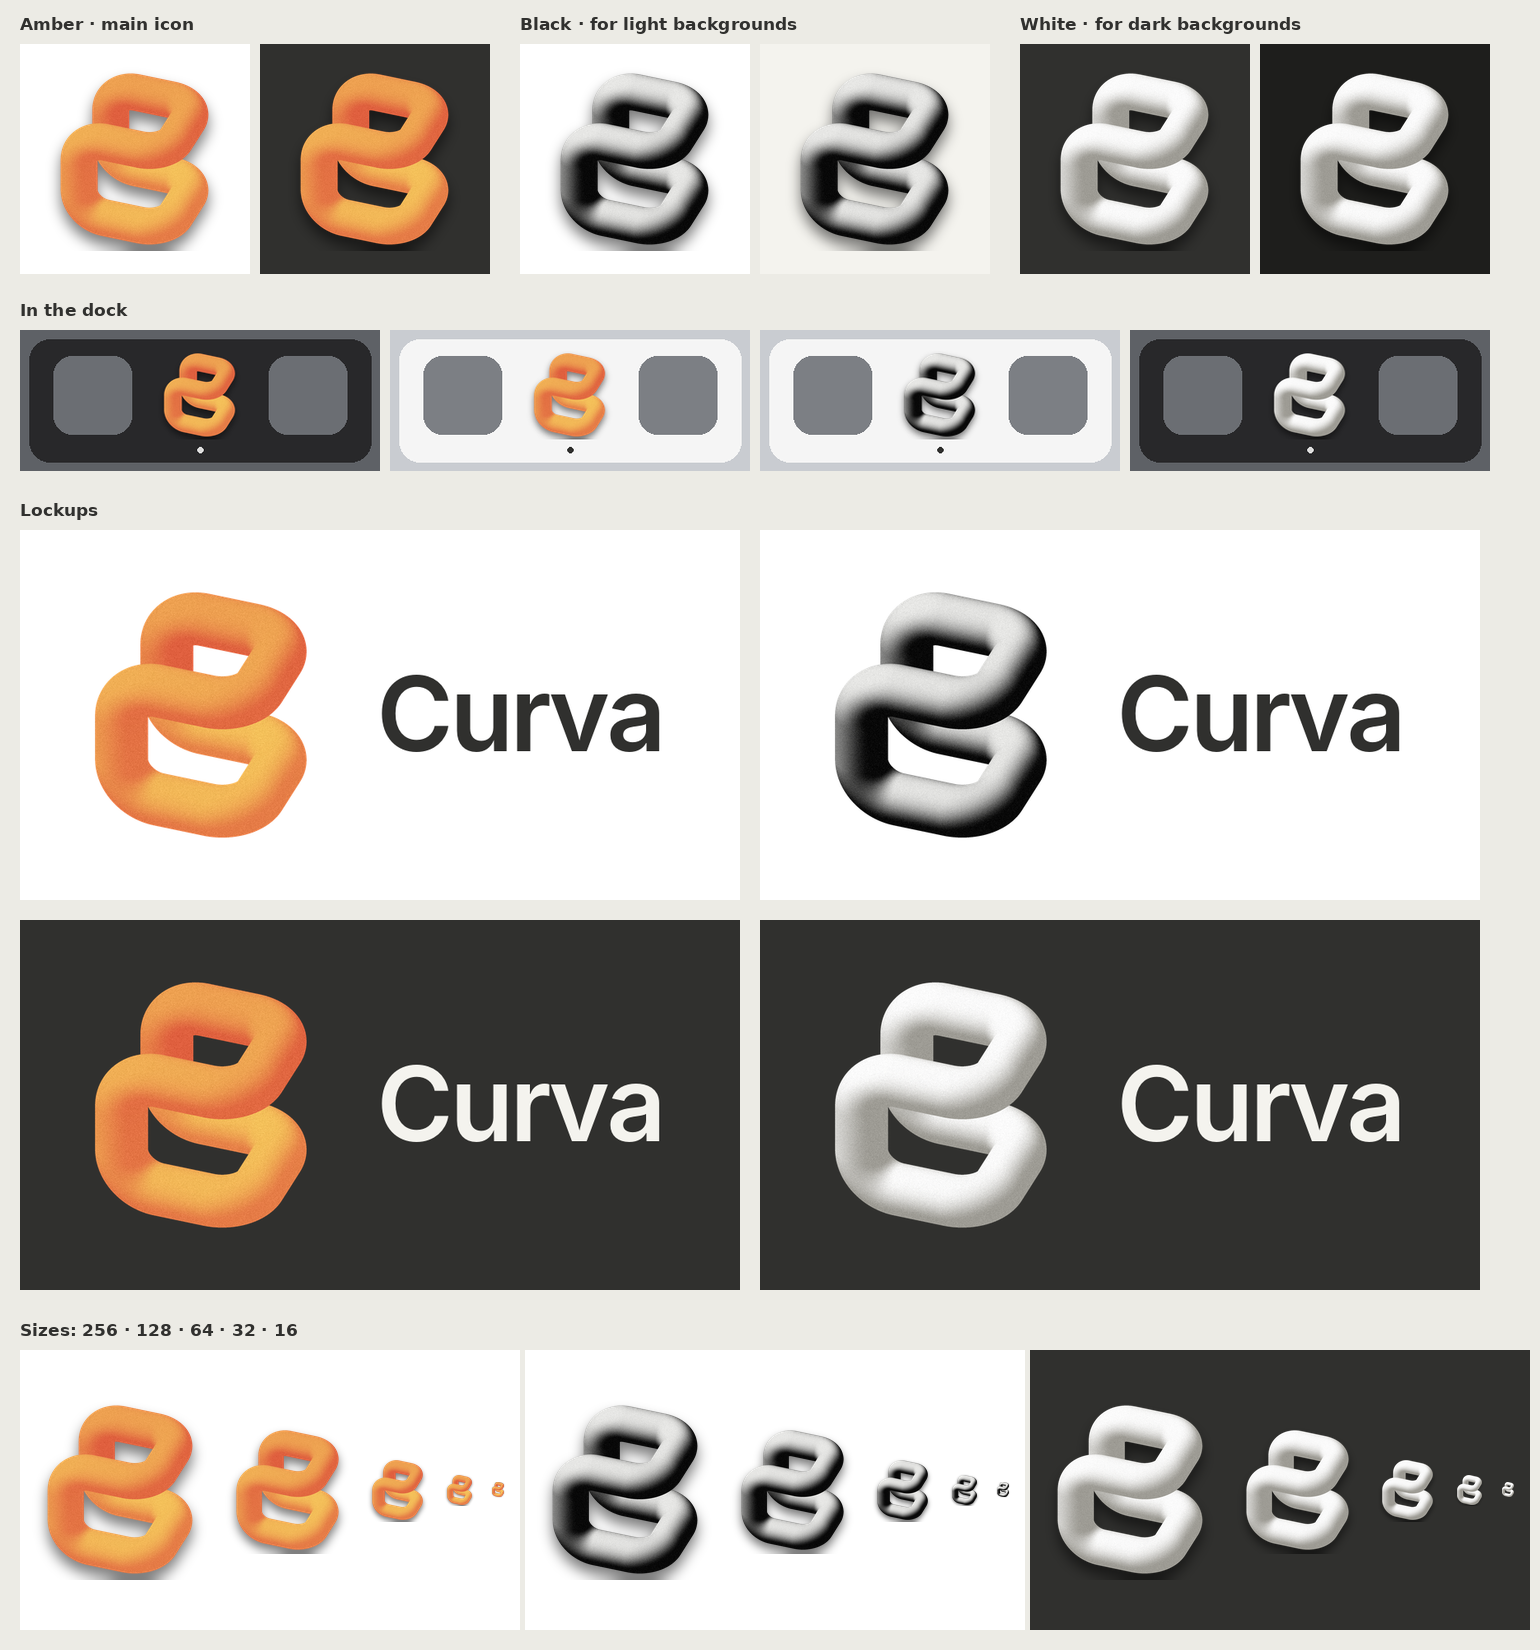 Amber · main icon
Black · for light backgrounds
White · for dark backgrounds
In the dock
Lockups
Curva
Curva
Curva
Curva
Sizes: 256 · 128 · 64 · 32 · 16